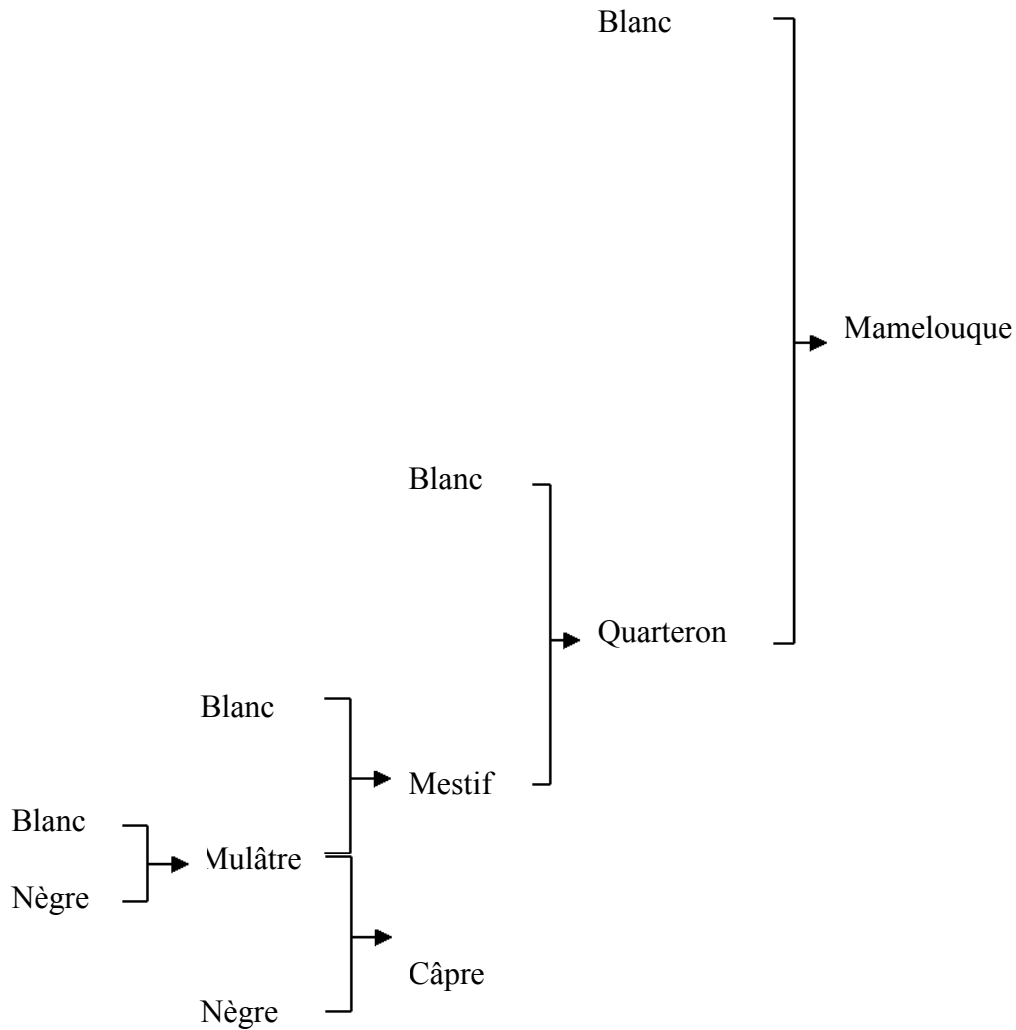 Blanc
Mamelouque
Blanc
Quarteron
Blanc
Mestif
Blanc
Mulâtre
Nègre
Câpre
Nègre